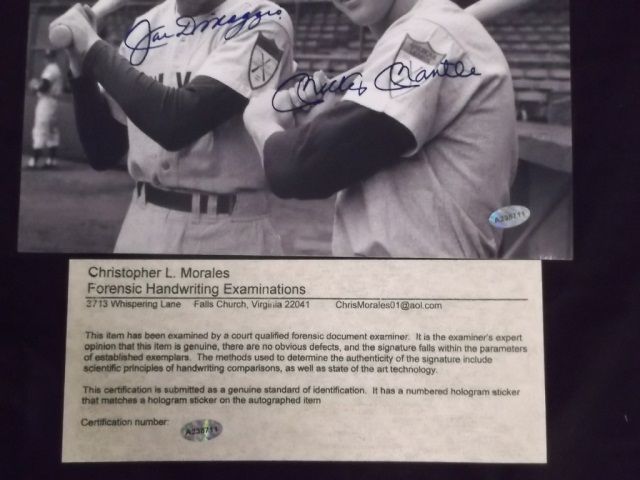 Joe DiMaggio
Mickey Mantle
A238711
Christopher L. Morales
Forensic Handwriting Examinations
2713 Whispering Lane Falls Church, Virginia 22041 ChrisMorales01@aol.com
This item has been examined by a court qualified forensic document examiner. It is the examiner's expert
opinion that this item is genuine, there are no obvious defects, and the signature falls within the parameters
of established exemplars. The methods used to determine the authenticity of the signature include
scientific principles of handwriting comparisons, as well as state of the art technology.
This certification is submitted as a genuine standard of identification. It has a numbered hologram sticker
that matches a hologram sticker on the autographed item
Certification number:
A238711